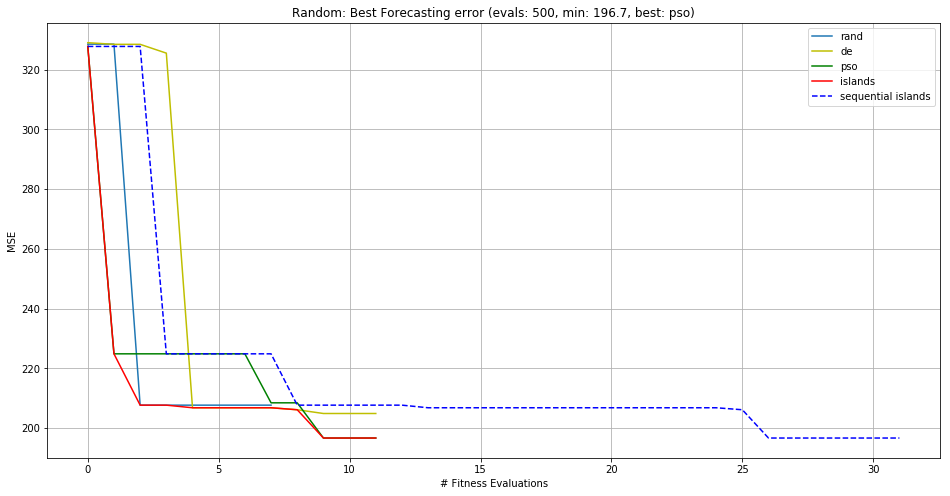 Random: Best Forecasting error (evals: 500, min: 196.7, best: pso)
rand
de
pso
islands
sequential islands
MSE
320
300
280
260
240
220
200
0 5 10 15 20 25 30
# Fitness Evaluations